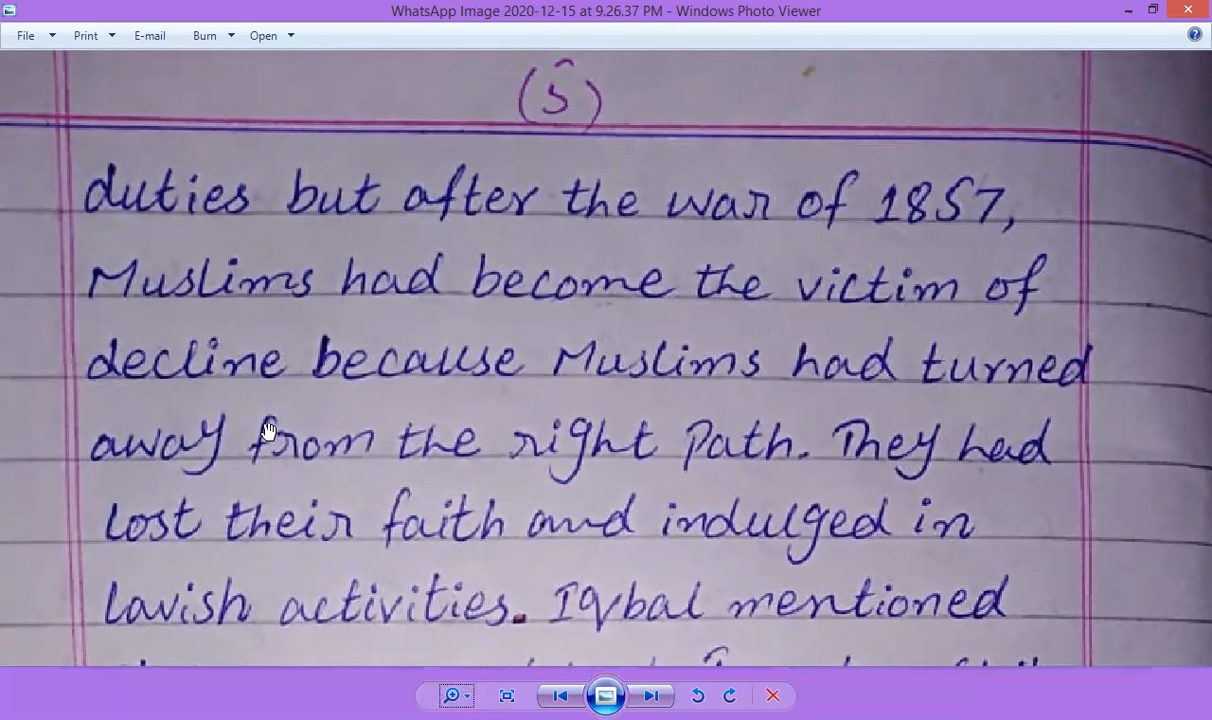 WhatsApp Image 2020-12-15 at 9.26.37 PM - Windows Photo Viewer
File Print E-mail Burn Open
(5)
duties but after the war of 1857,
Muslims had become the victim of
decline because Muslims had turned
away from the right Path. They had
lost their faith and indulged in
lavish activities. Iqbal mentioned